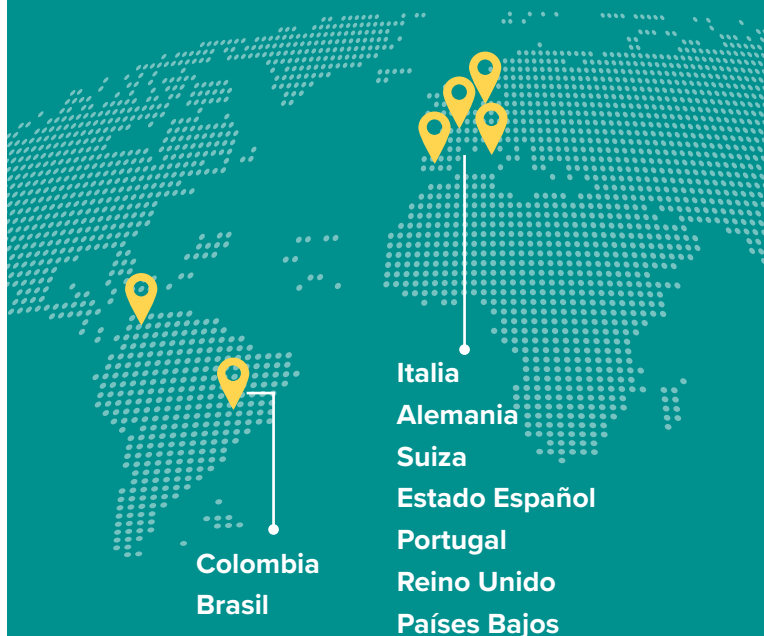 Italia
Alemania
Suiza
Estado Español
Portugal
Reino Unido
Países Bajos
Colombia
Brasil